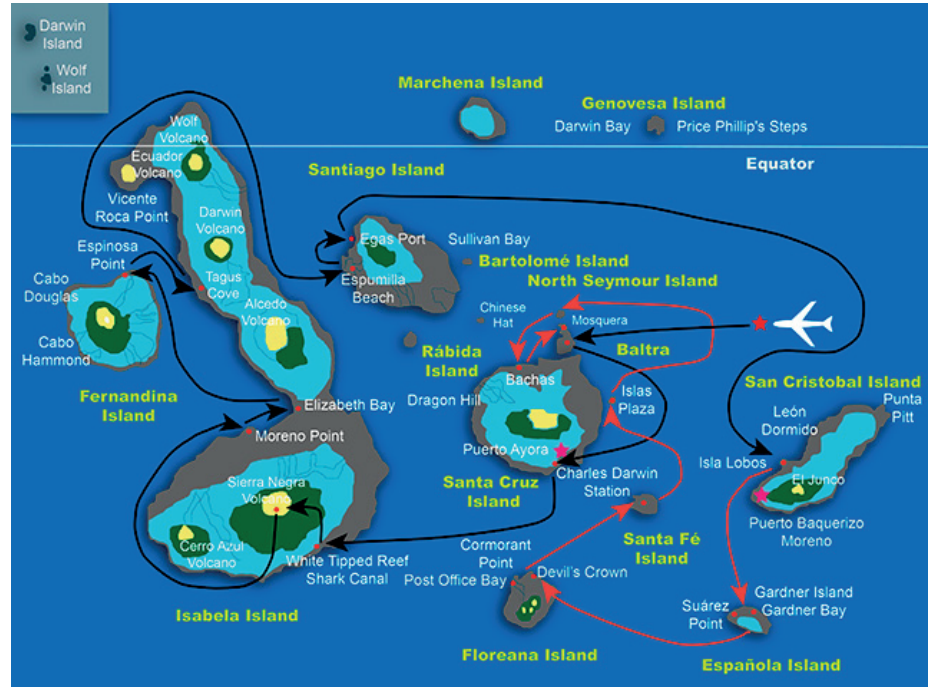 Darwin
Island
Wolf
Island
Marchena Island
Genovesa Island
Darwin Bay
Price Phillip's Steps
Equator
Wolf
Volcano
Ecuador
Volcano
Vicente
Roca Point
Santiago Island
Darwin
Volcano
Egas Port
Sullivan Bay
Espinosa
Point
Bartolomé Island
North Seymour Island
Cabo
Douglas
Tagus
Cove
Espumilla
Beach
Alcedo
Volcano
Chinese
Hat
Mosquera
Cabo
Hammond
Rábida
Island
Baltra
Bachas
San Cristobal Island
Fernandina
Island
Elizabeth Bay
Dragon Hill
Islas
Plaza
León
Dormido
Punta
Pitt
Moreno Point
Puerto Ayora
Isla Lobos
Sierra Negra
Volcano
Santa Cruz
Island
Charles Darwin
Station
El Junco
Puerto Baquerizo
Moreno
Cerro Azul
Volcano
White Tipped Reef
Shark Canal
Cormorant
Point
Santa Fé
Island
Post Office Bay
Devil's Crown
Gardner Island
Gardner Bay
Suárez
Point
Isabela Island
Floreana Island
Española Island